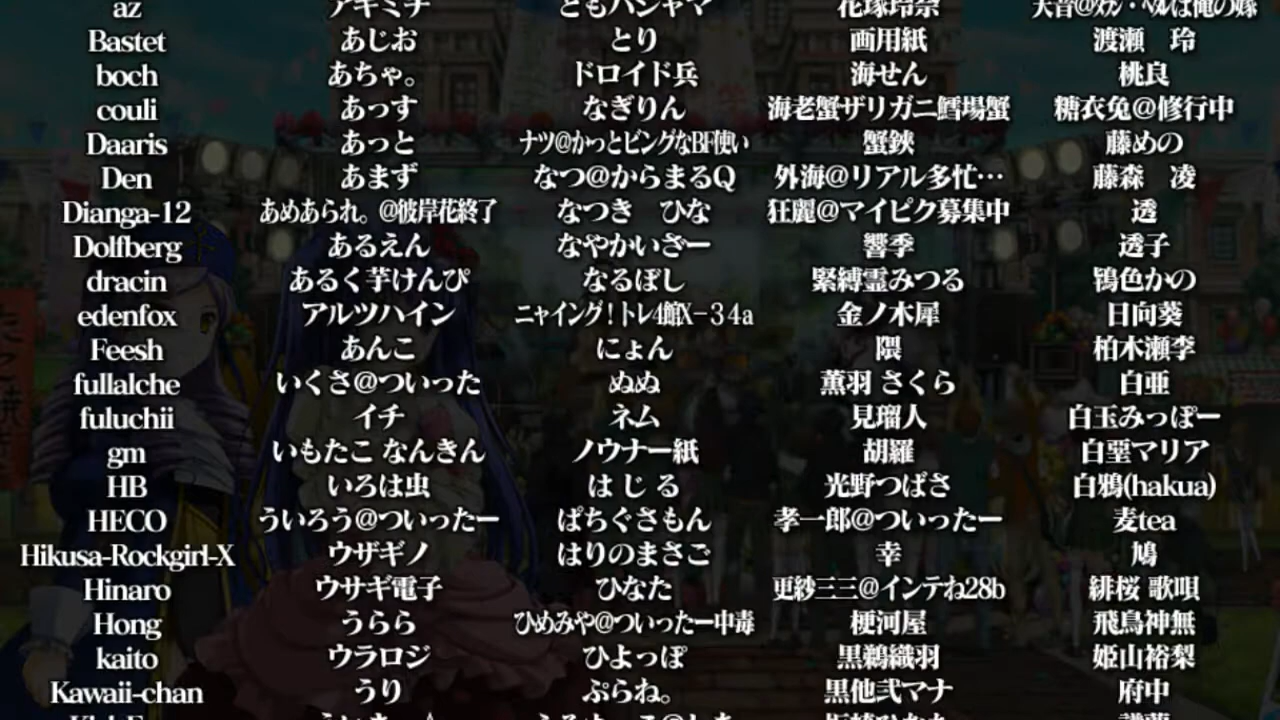 az アキミチ ともパジャマ 花塚玲奈
Bastet あじお とり 画用紙 渡瀬　玲
boch あちゃ。 ドロイド兵 海せん 桃良
couli あっす なぎりん 海老蟹ザリガニ鱈場蟹 糖衣兎@修行中
Daaris あっと ナツ@かっとビングなBF使い 蟹鋏 藤めの
Den あまず なつ@からまるQ 外海@リアル多忙… 藤森　凌
Dianga-12 あめあられ。@彼岸花終了 なつき　ひな 狂麗@マイピク募集中 透
Dolfberg あるえん なやかいざー 響季 透子
dracin あるく芋けんぴ なるぽし 緊縛霊みつる 鴇色かの
edenfox アルツハイン ニャイング!トレ4館X-34a 金ノ木犀 日向葵
Feesh あんこ にょん 隈 柏木瀬李
fullalche いくさ@ついった ぬぬ 薫羽 さくら 白亜
fuluchii イチ ネム 見瑠人 白玉みっぽー
gm いもたこ なんきん ノウナー紙 胡羅 白堊マリア
HB いろは虫 は じ る 光野つばさ 白鴉(hakua)
HECO ういろう@ついったー ぱちぐさもん 孝一郎@ついったー 麦tea
Hikusa-Rockgirl-X ウザギノ はりのまさご 幸 鳩
Hinaro ウサギ電子 ひなた 更紗三三@インテね28b 緋桜 歌唄
Hong うらら ひめみや@ついったー中毒 梗河屋 飛鳥神無
kaito ウラロジ ひよっぽ 黒鵜織羽 姫山裕梨
Kawaii-chan うり ぷらね。 黒他弐マナ 府中